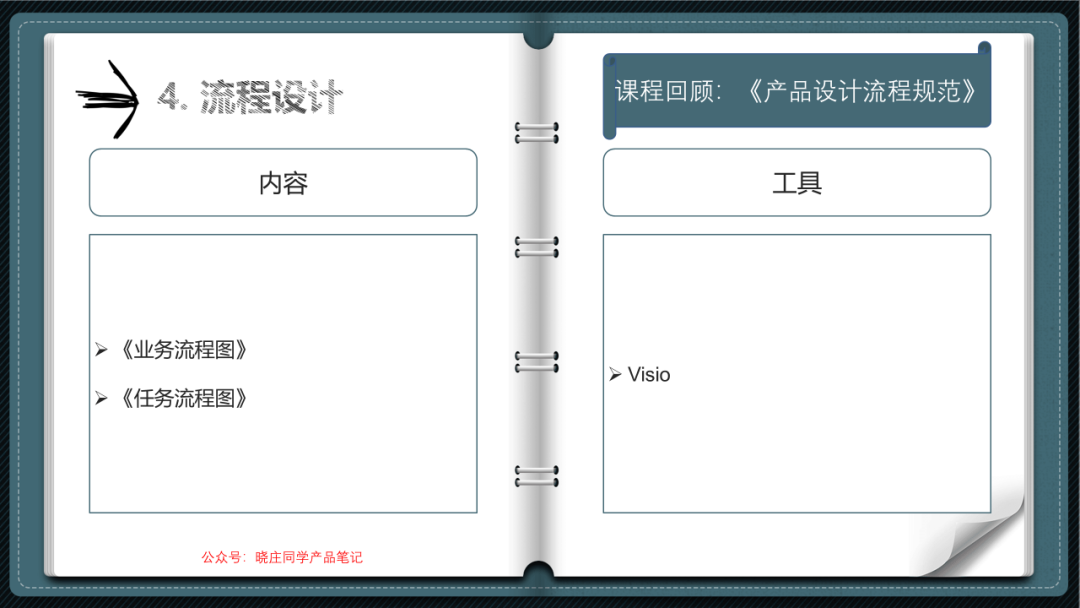 4. 流程设计
内容
➢ 《业务流程图》
➢ 《任务流程图》
公众号：晓庄同学产品笔记
课程回顾：《产品设计流程规范》
工具
➢ Visio